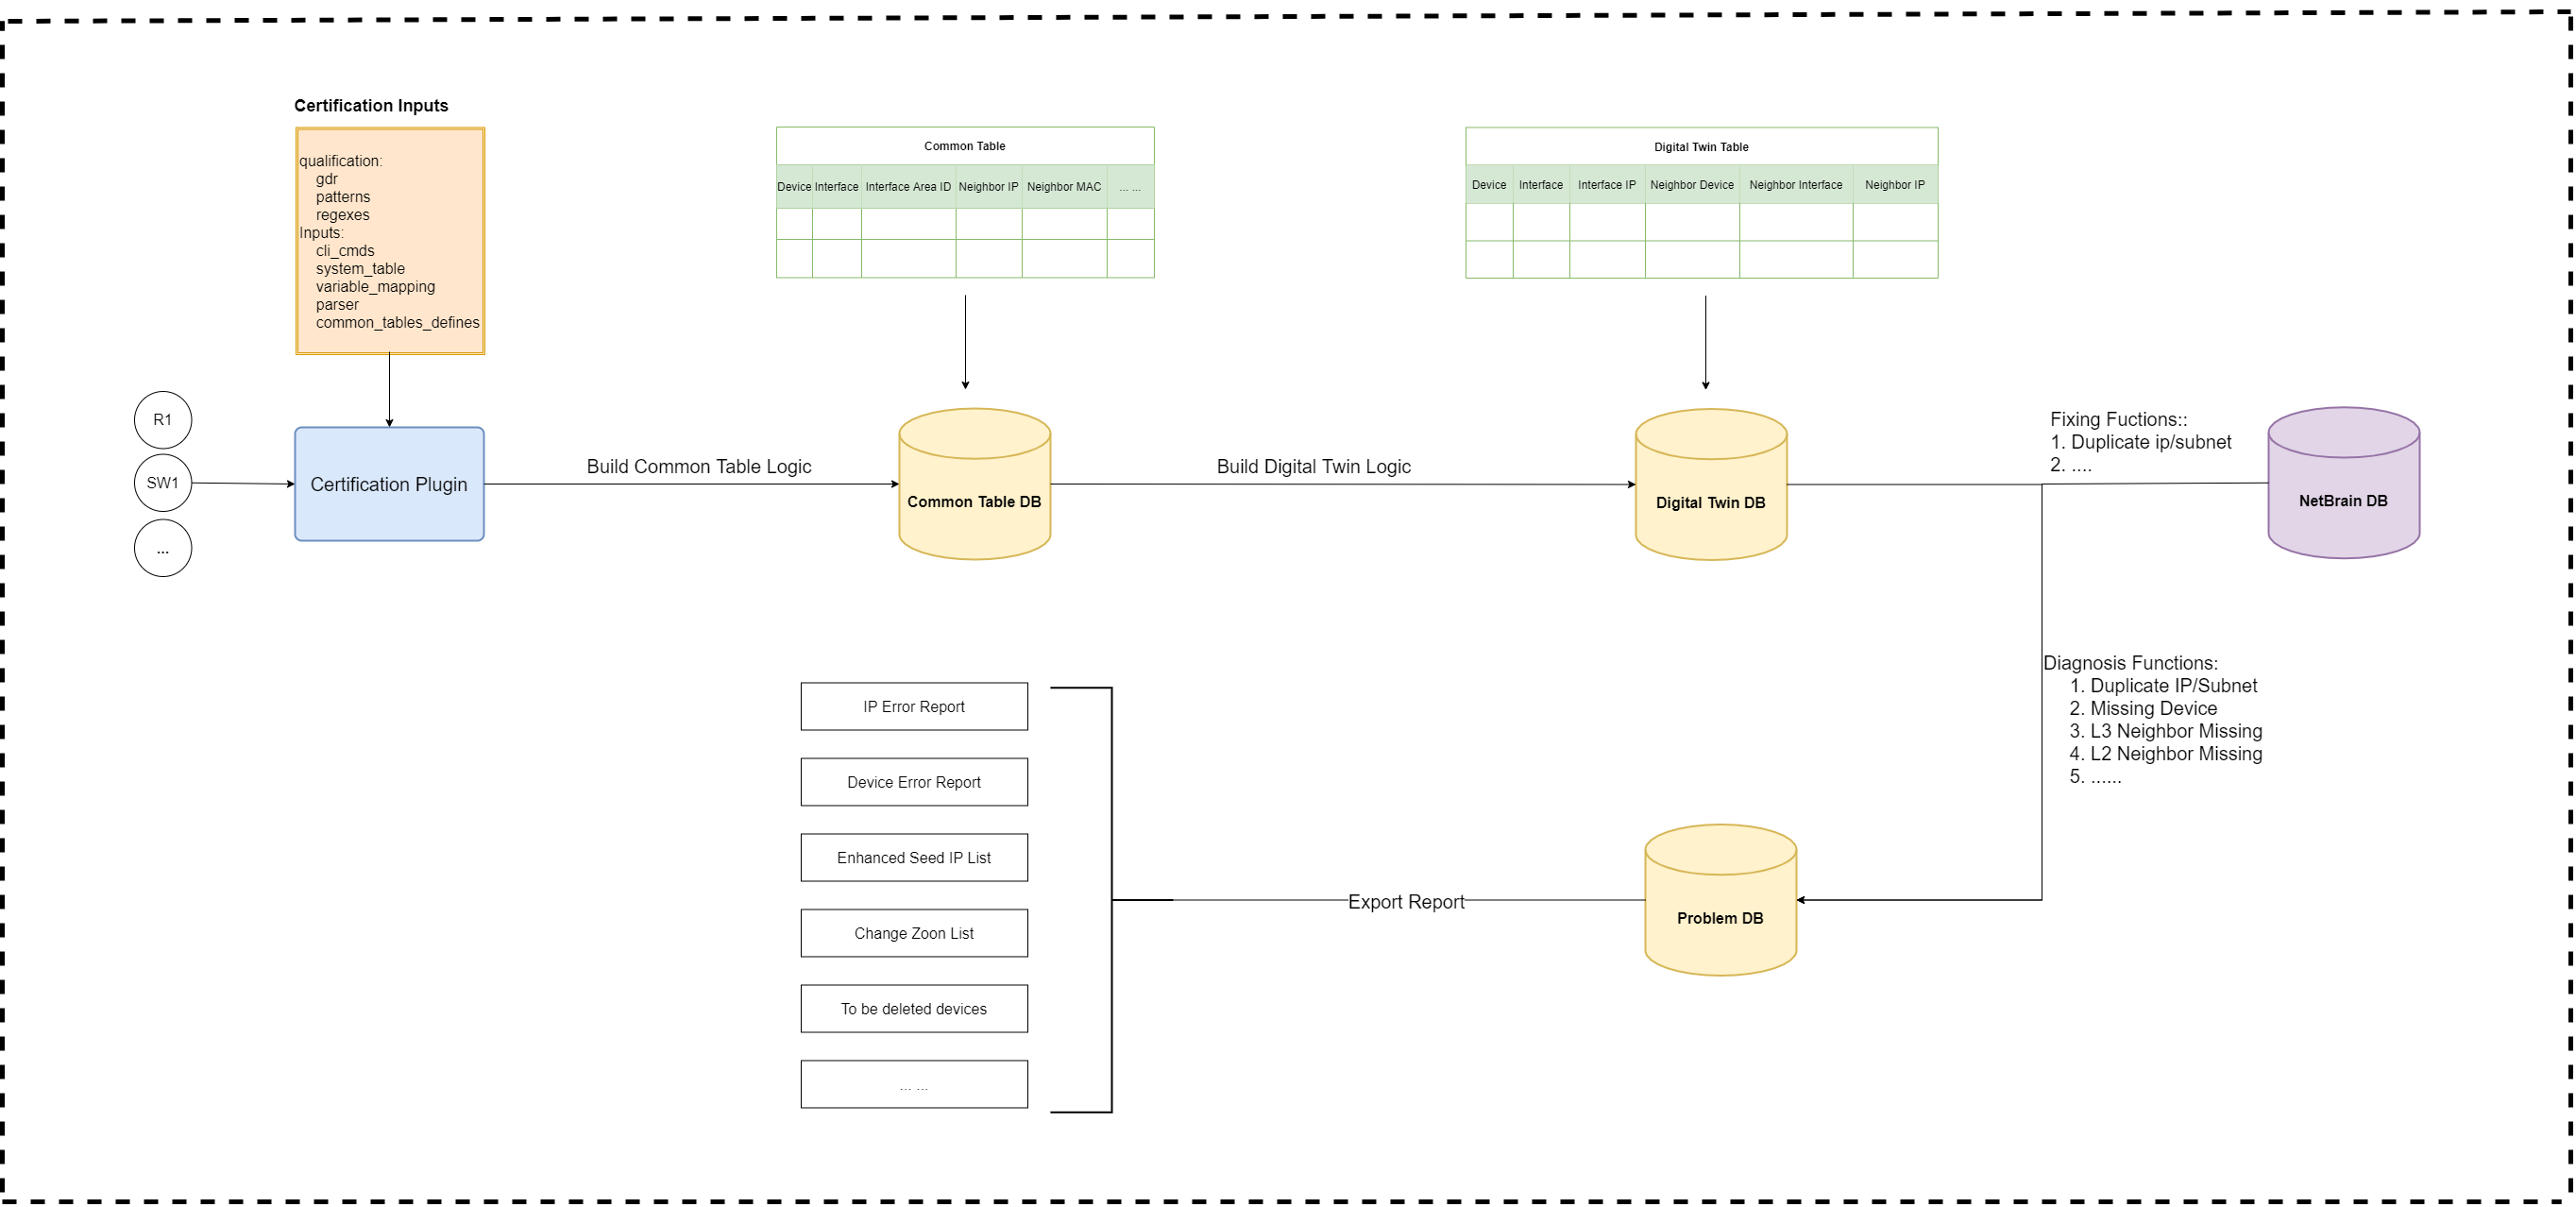 Certification Inputs
qualification:
gdr
patterns
regexes
Inputs:
cli_cmds
system_table
variable_mapping
parser
common_tables_defines
Common Table
Device Interface Interface Area ID Neighbor IP Neighbor MAC ... ...
Digital Twin Table
Device Interface Interface IP Neighbor Device Neighbor Interface Neighbor IP
R1
SW1
...
Certification Plugin
Build Common Table Logic
Common Table DB
Build Digital Twin Logic
Digital Twin DB
Fixing Fuctions::
1. Duplicate ip/subnet
2. ....
NetBrain DB
Diagnosis Functions:
1. Duplicate IP/Subnet
2. Missing Device
3. L3 Neighbor Missing
4. L2 Neighbor Missing
5. ......
Problem DB
Export Report
IP Error Report
Device Error Report
Enhanced Seed IP List
Change Zoon List
To be deleted devices
... ...